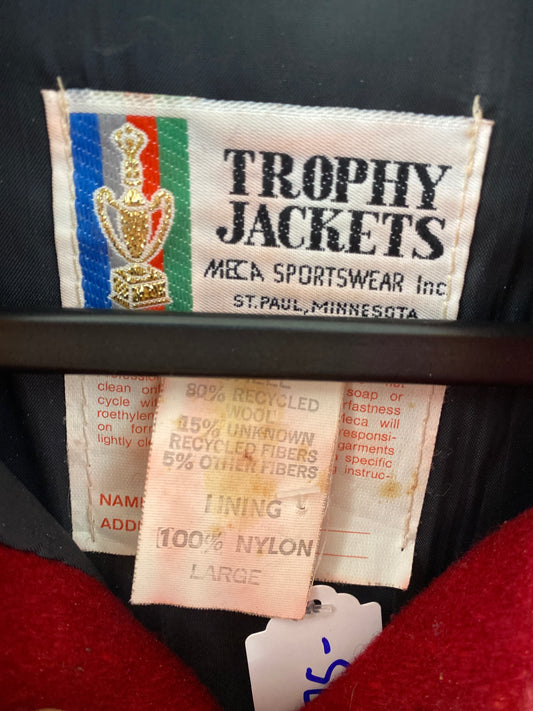 TROPHY
JACKETS
MECA SPORTSWEAR Inc
ST. PAUL, MINNESOTA
80% RECYCLED
WOOL
15% UNKNOWN
RECYCLED FIBERS
5% OTHER FIBERS
LINING
100% NYLON
LARGE
clean on
cycle wi
roethylen
on for
lightly cl
soap or
rfastness
Meca will
responsi-
garments
specific
instruc-
NAM
ADD